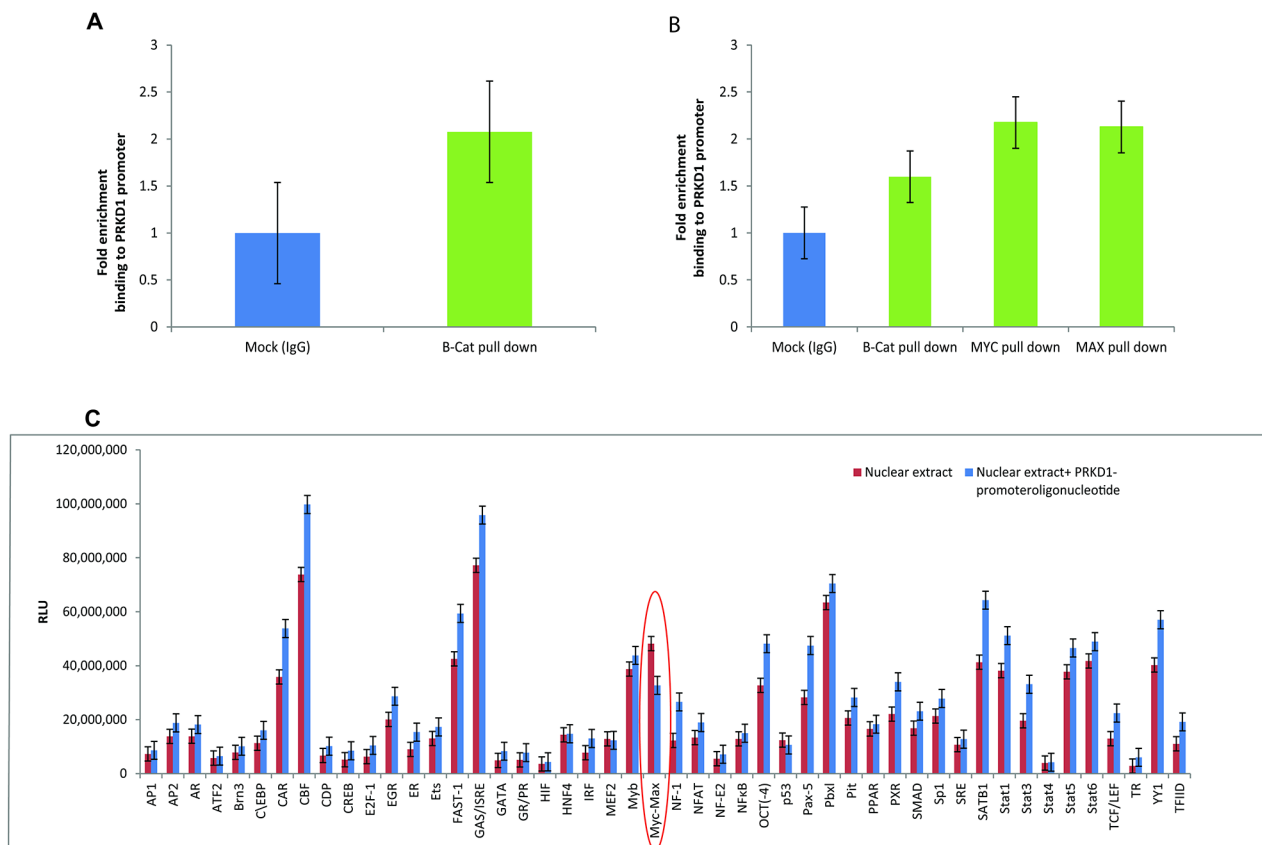 A
3
2.5
2
1.5
1
0.5
0
Fold enrichment
binding to PRKD1 promoter
Mock (IgG)
B-Cat pull down
B
3
2.5
2
1.5
1
0.5
0
Fold enrichment
binding to PRKD1 promoter
Mock (IgG)
B-Cat pull down
MYC pull down
MAX pull down
C
120,000,000
100,000,000
80,000,000
60,000,000
40,000,000
20,000,000
0
RLU
Nuclear extract
Nuclear extract+ PRKD1-
promoteroligonucleotide
AP1
AP2
AR
ATF2
Brn3
C\EBP
CAR
CBF
CDP
CREB
E2F-1
EGR
ER
Ets
FAST-1
GAS/ISRE
GATA
GR/PR
HIF
HNF4
IRF
MEF2
Myb
Myc-Max
NF-1
NFAT
NF-E2
NFkB
OCT(-4)
p53
Pax-5
Pbxl
Pit
PPAR
PXR
SMAD
Sp1
SRE
SATB1
Stat1
Stat3
Stat4
Stat5
Stat6
TCF/LEF
TR
YY1
TFIID